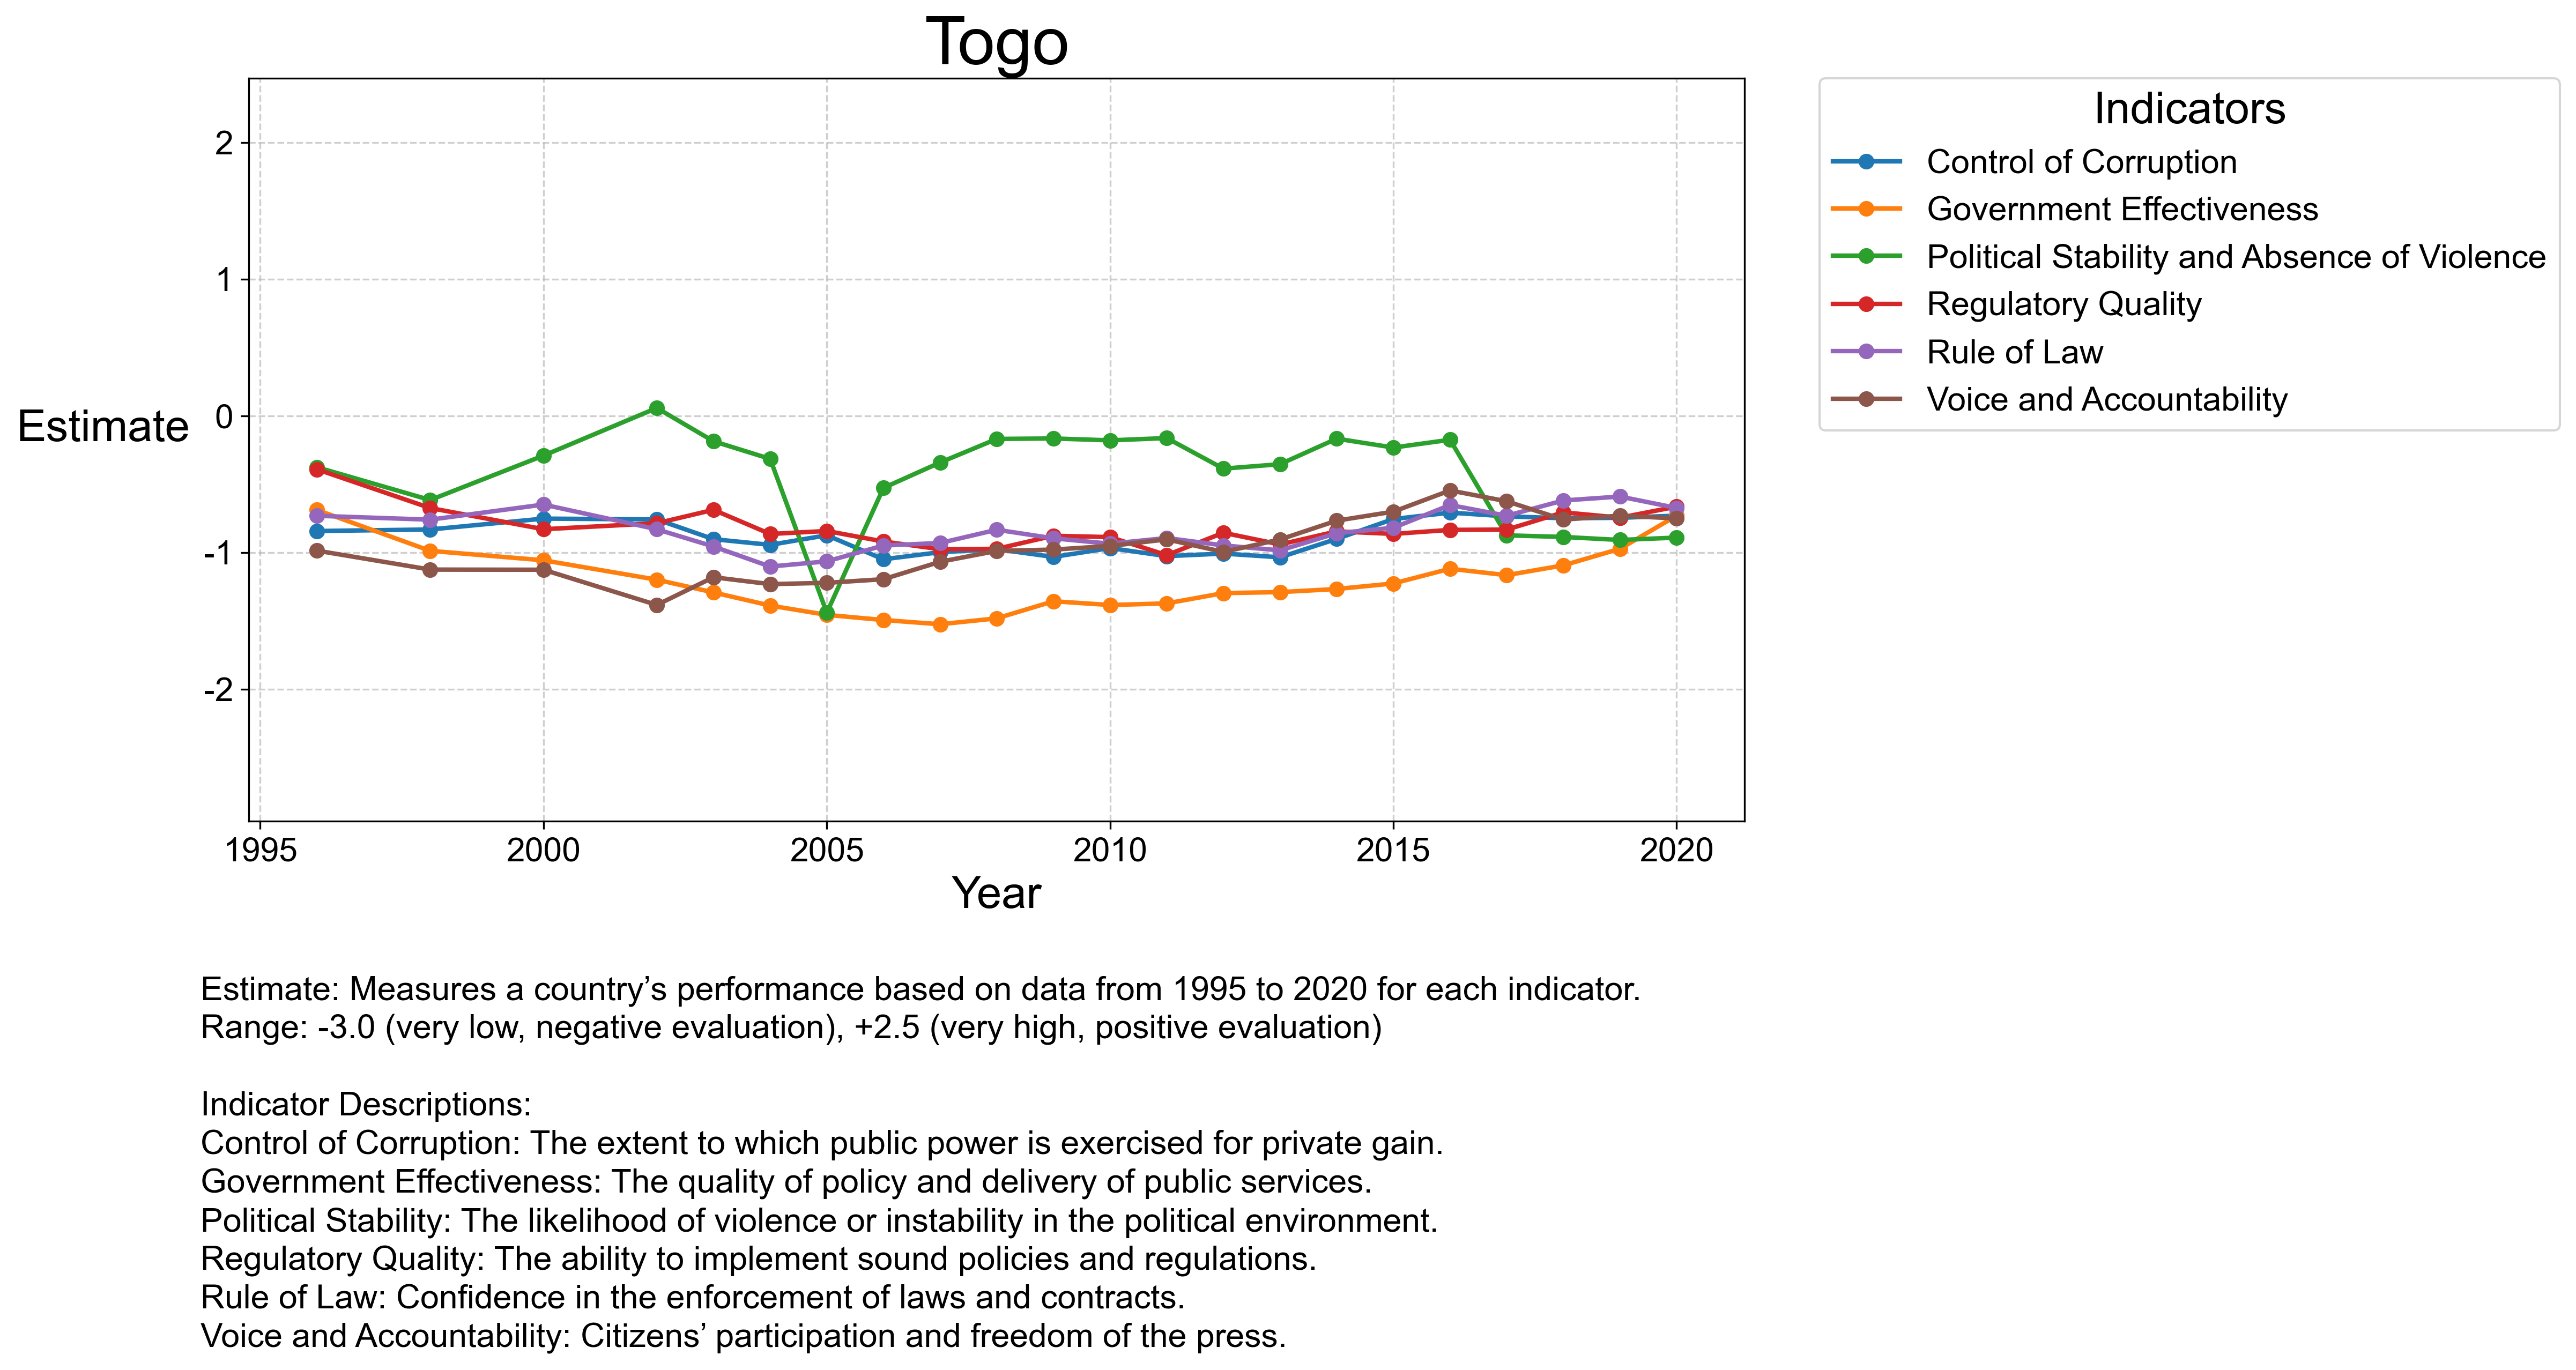 Togo
Indicators
Control of Corruption
Government Effectiveness
Political Stability and Absence of Violence
Regulatory Quality
Rule of Law
Voice and Accountability
Estimate
2
1
0
-1
-2
1995 2000 2005 2010 2015 2020
Year
Estimate: Measures a country’s performance based on data from 1995 to 2020 for each indicator.
Range: -3.0 (very low, negative evaluation), +2.5 (very high, positive evaluation)
Indicator Descriptions:
Control of Corruption: The extent to which public power is exercised for private gain.
Government Effectiveness: The quality of policy and delivery of public services.
Political Stability: The likelihood of violence or instability in the political environment.
Regulatory Quality: The ability to implement sound policies and regulations.
Rule of Law: Confidence in the enforcement of laws and contracts.
Voice and Accountability: Citizens’ participation and freedom of the press.